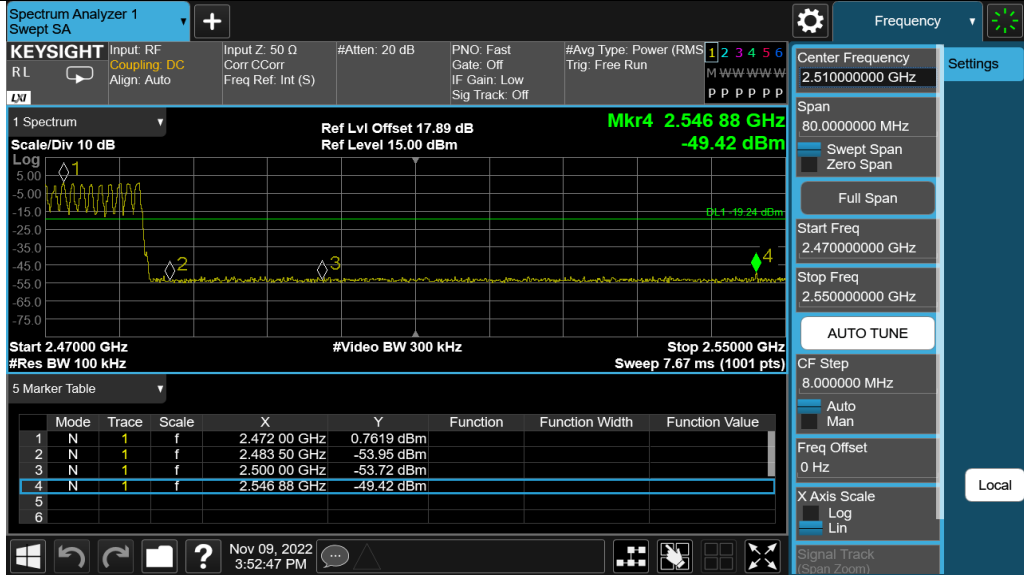 Spectrum Analyzer 1
Swept SA
+
Frequency
KEYSIGHT
R L
LXI
Input: RF
Coupling: DC
Align: Auto
Input Z: 50 Ω
Corr CCorr
Freq Ref: Int (S)
#Atten: 20 dB
PNO: Fast
Gate: Off
IF Gain: Low
Sig Track: Off
#Avg Type: Power (RMS
Trig: Free Run
1 2 3 4 5 6
M W W W W W
P P P P P P
Center Frequency
2.510000000 GHz
Settings
Span
80.0000000 MHz
Swept Span
Zero Span
Full Span
Start Freq
2.470000000 GHz
Stop Freq
2.550000000 GHz
AUTO TUNE
CF Step
8.000000 MHz
Auto
Man
Freq Offset
0 Hz
X Axis Scale
Log
Lin
Signal Track
(Span Zoom)
Local
1 Spectrum
Scale/Div 10 dB
Ref Lvl Offset 17.89 dB
Ref Level 15.00 dBm
Mkr4 2.546 88 GHz
-49.42 dBm
Log
5.00
-5.00
-15.0
-25.0
-35.0
-45.0
-55.0
-65.0
-75.0
1
2
3
4
DL1 -19.24 dBm
Start 2.47000 GHz
#Res BW 100 kHz
#Video BW 300 kHz
Stop 2.55000 GHz
Sweep 7.67 ms (1001 pts)
5 Marker Table
Mode Trace Scale X Y Function Function Width Function Value
1 N 1 f 2.472 00 GHz 0.7619 dBm
2 N 1 f 2.483 50 GHz -53.95 dBm
3 N 1 f 2.500 00 GHz -53.72 dBm
4 N 1 f 2.546 88 GHz -49.42 dBm
5
6
?
Nov 09, 2022
3:52:47 PM